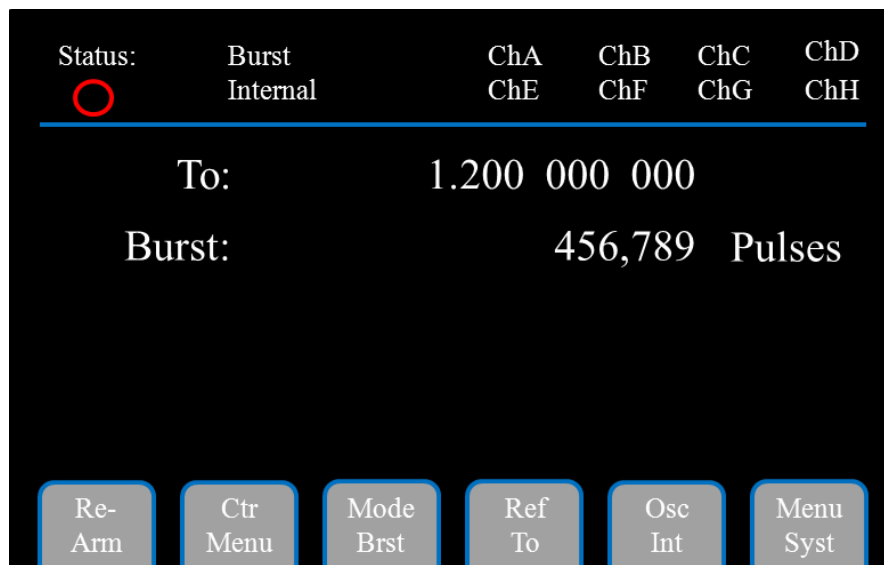 Status: Burst ChA ChB ChC ChD
Internal ChE ChF ChG ChH
To: 1.200 000 000
Burst: 456,789 Pulses
Re- Ctr Mode Ref Osc Menu
Arm Menu Brst To Int Syst